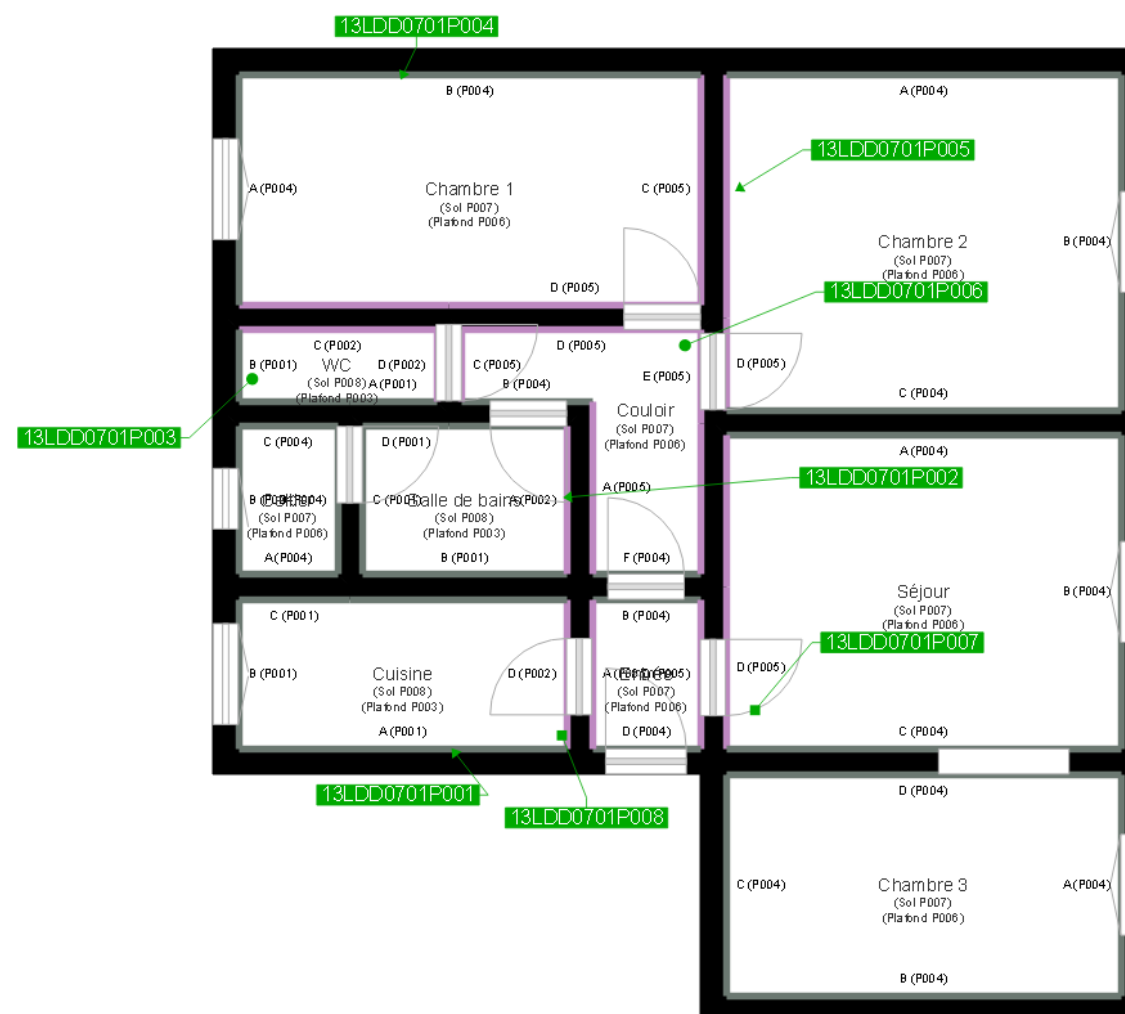 13LDD0701P004
B (P004)
A (P004)
13LDD0701P005
A (P004)
Chambre 1
(Sol P007)
(Plafond P006)
C (P005)
D (P005)
Chambre 2
(Sol P007)
(Plafond P006)
B (P004)
13LDD0701P006
C (P002)
B (P001)
WC
D (P002)
(Sol P008)
A (P001)
(Plafond P003)
D (P005)
C (P005)
B (P004)
E (P005)
D (P005)
C (P004)
Couloir
(Sol P007)
(Plafond P006)
13LDD0701P003
C (P004)
D (P001)
A (P004)
13LDD0701P002
A (P005)
Salle de bains
A (P002)
(Sol P008)
(Plafond P003)
(Sol P007)
(Plafond P006)
A (P004)
B (P001)
F (P004)
Séjour
(Sol P007)
(Plafond P006)
B (P004)
C (P001)
B (P004)
13LDD0701P007
B (P001)
Cuisine
(Sol P008)
(Plafond P003)
D (P002)
Entrée
(Sol P007)
(Plafond P006)
D (P005)
A (P001)
D (P004)
C (P004)
13LDD0701P001
13LDD0701P008
D (P004)
C (P004)
Chambre 3
(Sol P007)
(Plafond P006)
A (P004)
B (P004)